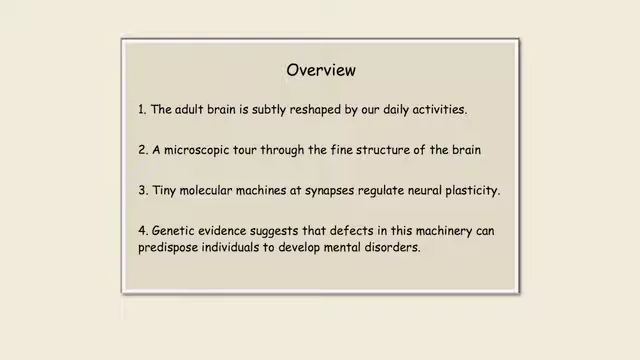 Overview
1. The adult brain is subtly reshaped by our daily activities.
2. A microscopic tour through the fine structure of the brain
3. Tiny molecular machines at synapses regulate neural plasticity.
4. Genetic evidence suggests that defects in this machinery can
predispose individuals to develop mental disorders.